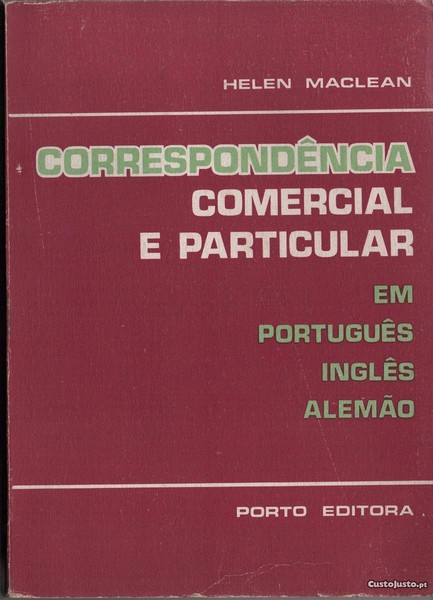 HELEN MACLEAN
CORRESPONDÊNCIA
COMERCIAL
E PARTICULAR
EM
PORTUGUÊS
INGLÊS
ALEMÃO
PORTO EDITORA
CustoJusto.pt